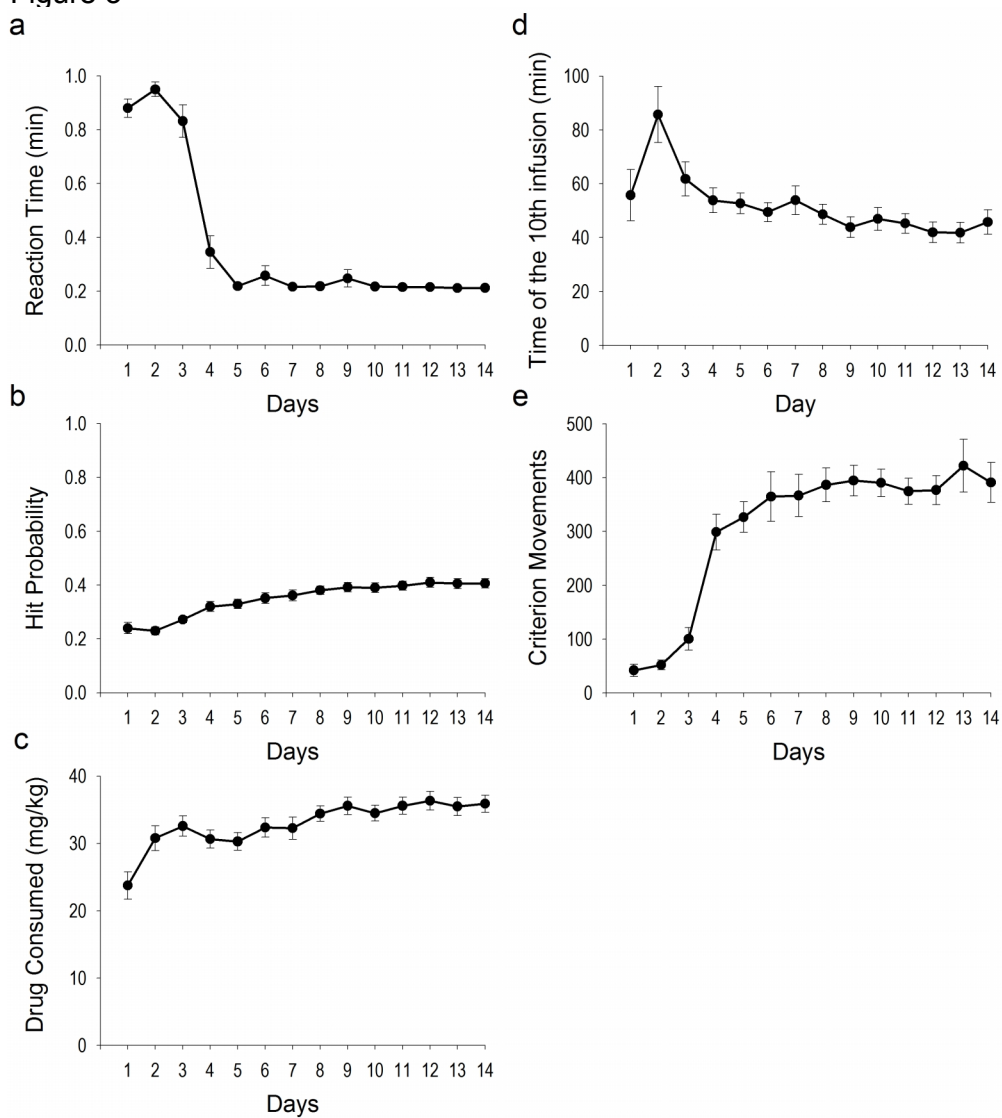 a
Reaction Time (min)
1.0
0.8
0.6
0.4
0.2
0.0
1 2 3 4 5 6 7 8 9 10 11 12 13 14
Days
b
Hit Probability
1.0
0.8
0.6
0.4
0.2
0.0
1 2 3 4 5 6 7 8 9 10 11 12 13 14
Days
c
Drug Consumed (mg/kg)
40
30
20
10
0
1 2 3 4 5 6 7 8 9 10 11 12 13 14
Days
d
Time of the 10th infusion (min)
100
80
60
40
20
0
1 2 3 4 5 6 7 8 9 10 11 12 13 14
Day
e
Criterion Movements
500
400
300
200
100
0
1 2 3 4 5 6 7 8 9 10 11 12 13 14
Days